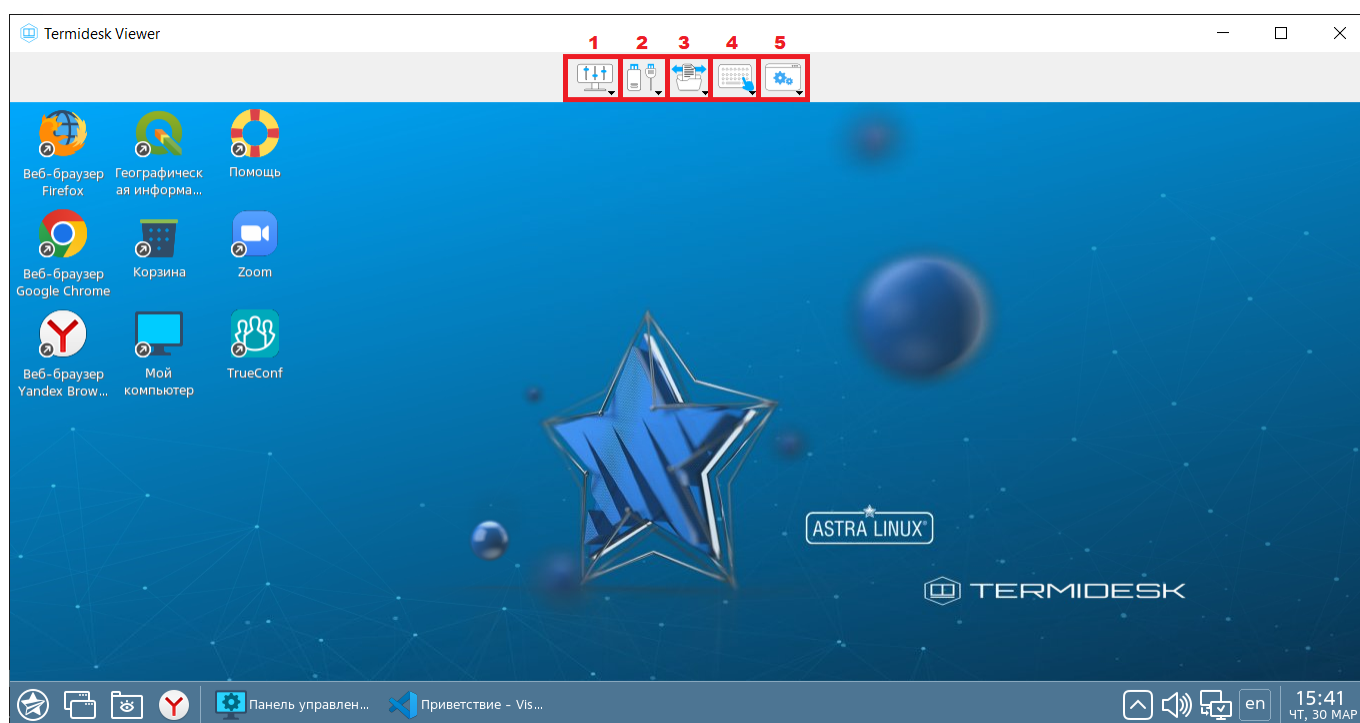 Termidesk Viewer
1 2 3 4 5
Веб-браузер
Firefox
Географическ
ая информа...
Помощь
Веб-браузер
Google Chrome
Корзина
Zoom
Веб-браузер
Yandex Brow...
Мой
компьютер
TrueConf
ASTRA LINUX®
TERMIDESK
Панель управлен...
Приветствие - Vis...
en
15:41
ЧТ, 30 МАР